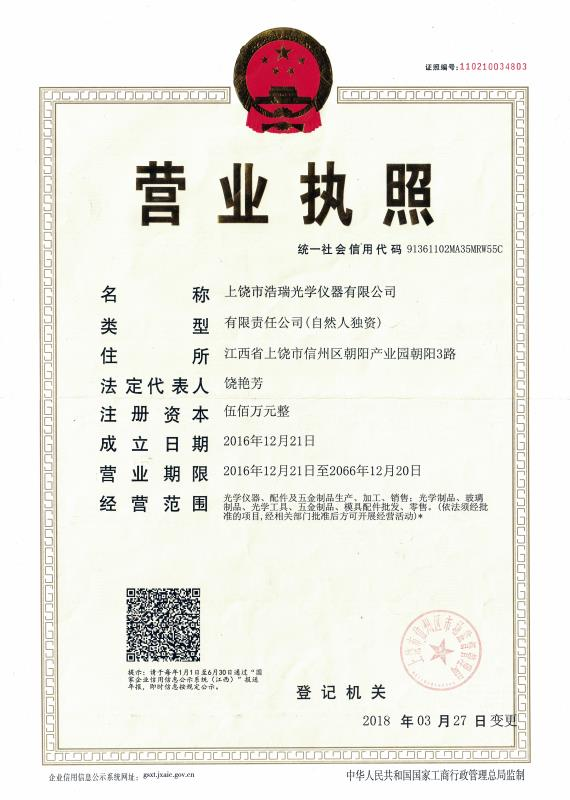 证照编号:110210034803
营业执照
统一社会信用代码 91361102MA35MRW55C
名称 上饶市浩瑞光学仪器有限公司
类型 有限责任公司(自然人独资)
住所 江西省上饶市信州区朝阳产业园朝阳3路
法定代表人 饶艳芳
注册资本 伍佰万元整
成立日期 2016年12月21日
营业期限 2016年12月21日至2066年12月20日
经营范围 光学仪器、配件及五金制品生产、加工、销售；光学制品、玻璃
制品、光学工具、五金制品、模具配件批发、零售。(依法须经批
准的项目,经相关部门批准后方可开展经营活动)*
提示：请于每年1月1日至6月30日通过“国
家企业信用信息公示系统（江西）”报送
年报，即时信息按规定公示。
登记机关
2018 年 03 月 27 日 变更
企业信用信息公示系统网址：gsxt.jxaic.gov.cn
中华人民共和国国家工商行政管理总局监制